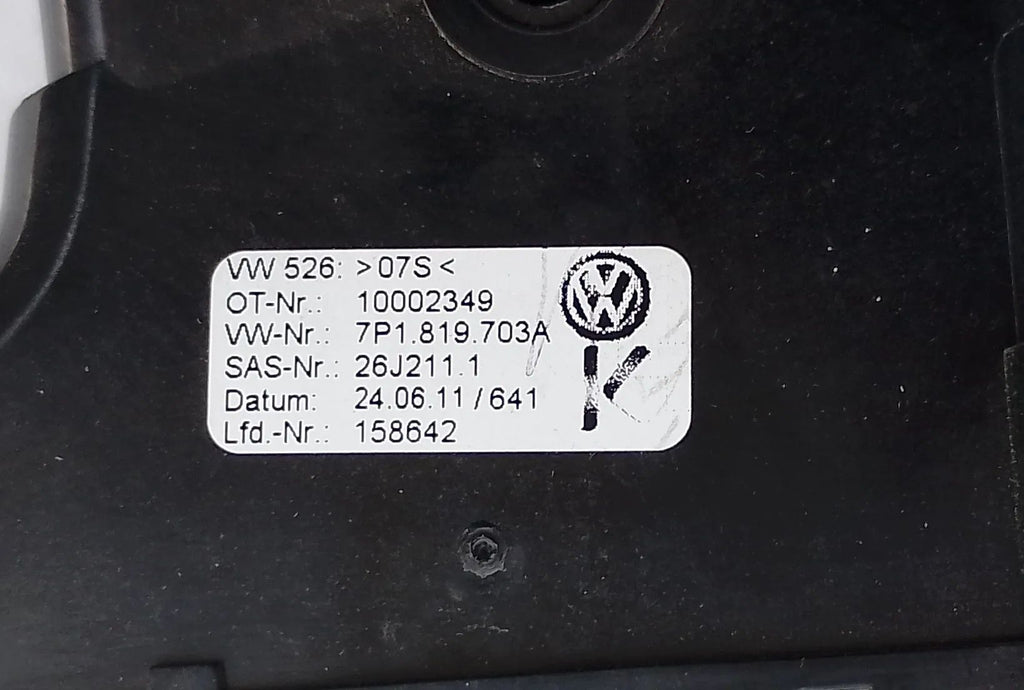 VW 526: >07S<
OT-Nr.: 10002349
VW-Nr.: 7P1.819.703A
SAS-Nr.: 26J211.1
Datum: 24.06.11/641
Lfd.-Nr.: 158642
VW
K